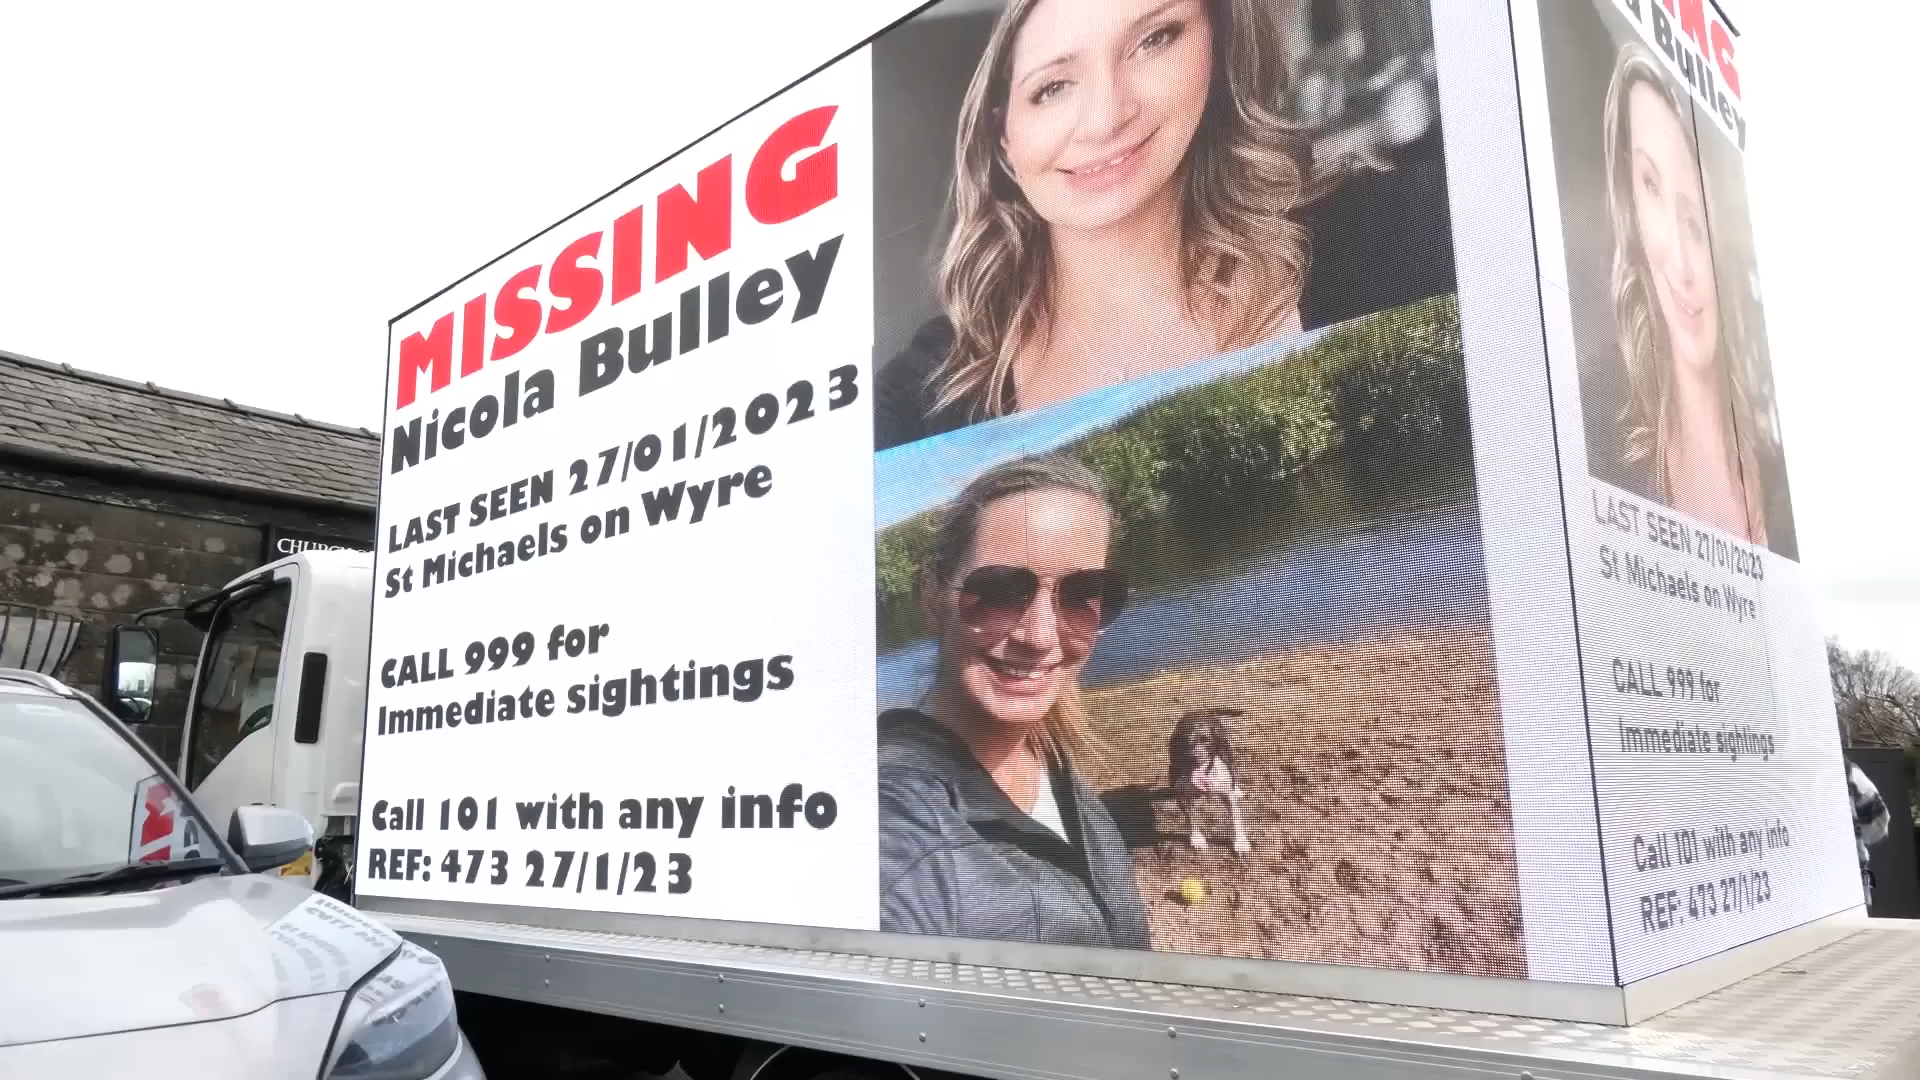 MISSING
Nicola Bulley
LAST SEEN 27/01/2023
St Michaels on Wyre
CALL 999 for
Immediate sightings
Call 101 with any info
REF: 473 27/1/23
CHURCH
Bulley
LAST SEEN 27/01/2023
St Michaels on Wyre
CALL 999 for
Immediate sightings
Call 101 with any info
REF: 473 27/1/23